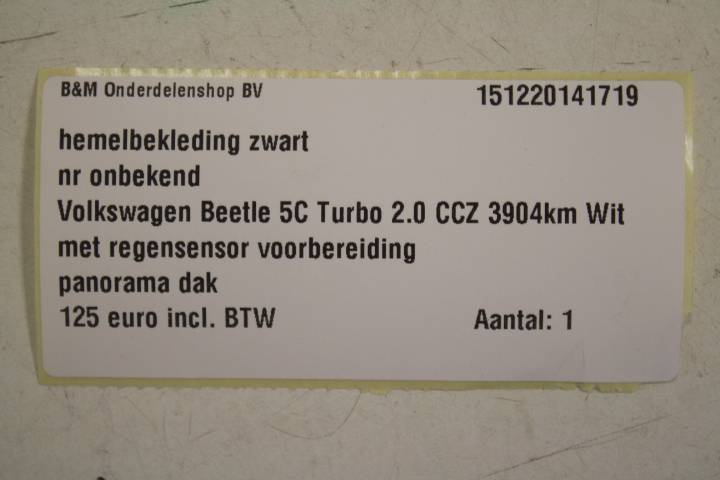 B&M Onderdelenshop BV 151220141719
hemelbekleding zwart
nr onbekend
Volkswagen Beetle 5C Turbo 2.0 CCZ 3904km Wit
met regensensor voorbereiding
panorama dak
125 euro incl. BTW Aantal: 1